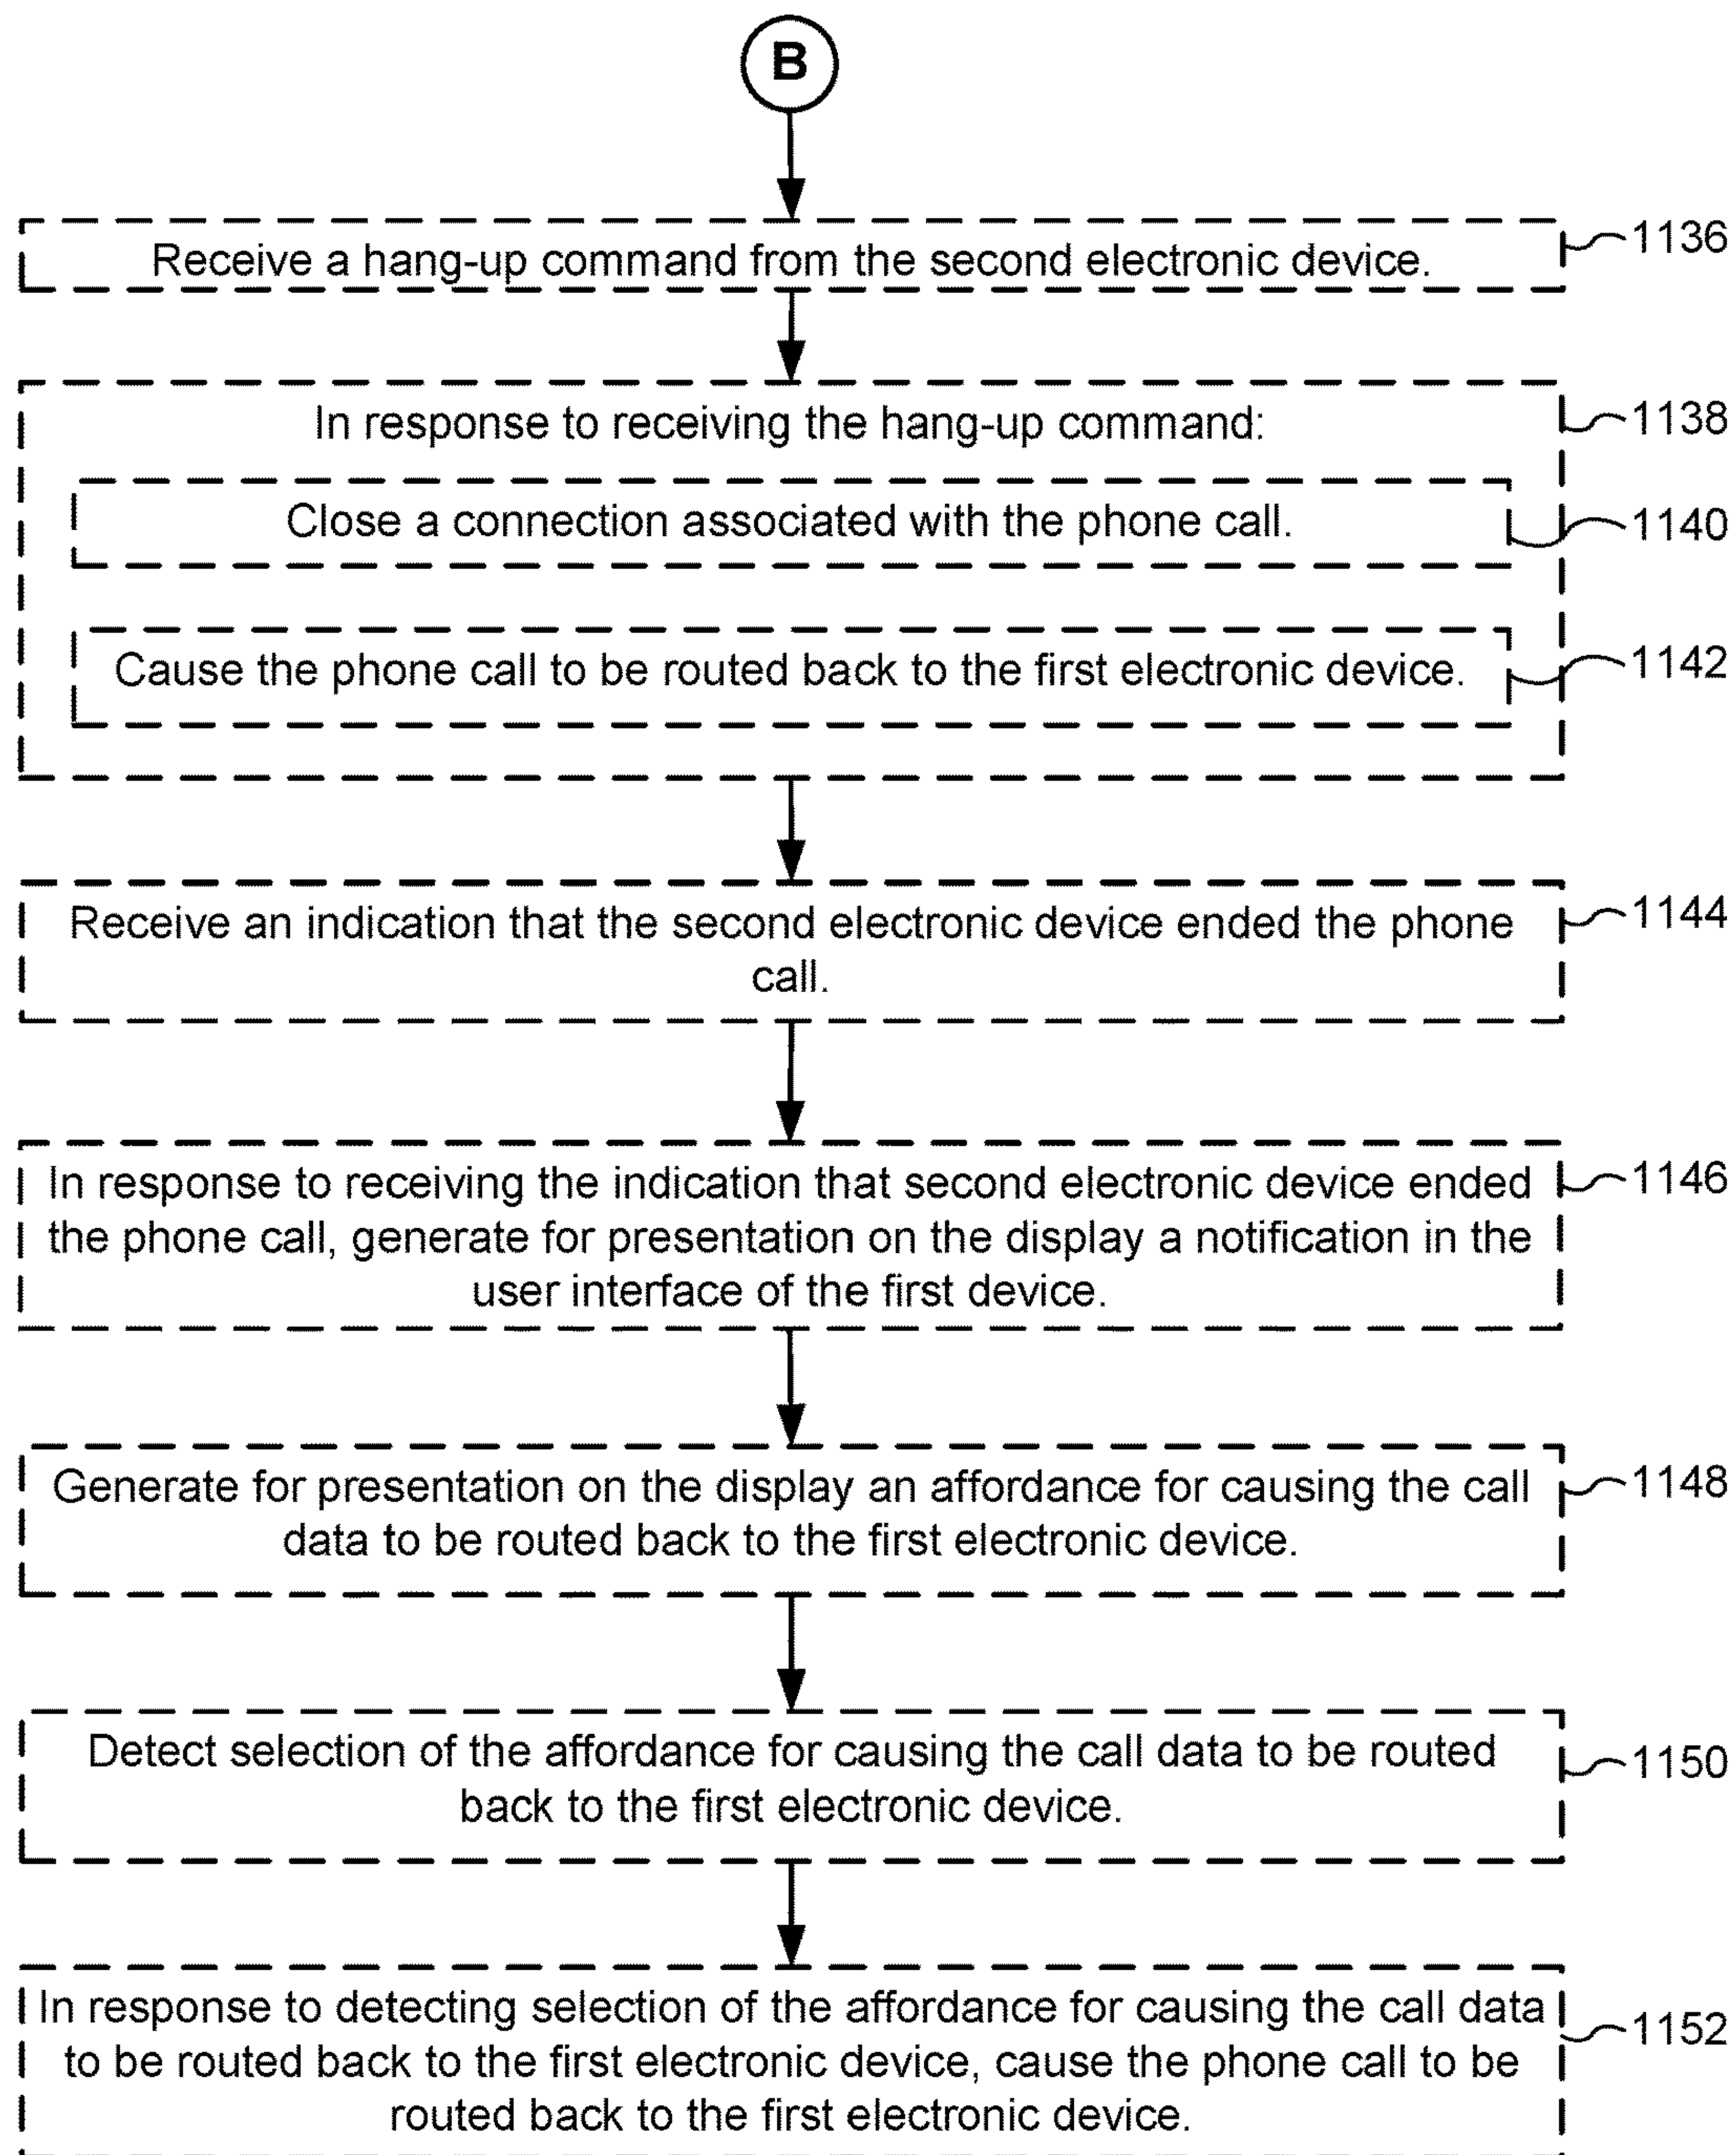 B
Receive a hang-up command from the second electronic device.
1136
In response to receiving the hang-up command:
1138
Close a connection associated with the phone call.
1140
Cause the phone call to be routed back to the first electronic device.
1142
Receive an indication that the second electronic device ended the phone
call.
1144
In response to receiving the indication that second electronic device ended
the phone call, generate for presentation on the display a notification in the
user interface of the first device.
1146
Generate for presentation on the display an affordance for causing the call
data to be routed back to the first electronic device.
1148
Detect selection of the affordance for causing the call data to be routed
back to the first electronic device.
1150
In response to detecting selection of the affordance for causing the call data
to be routed back to the first electronic device, cause the phone call to be
routed back to the first electronic device.
1152